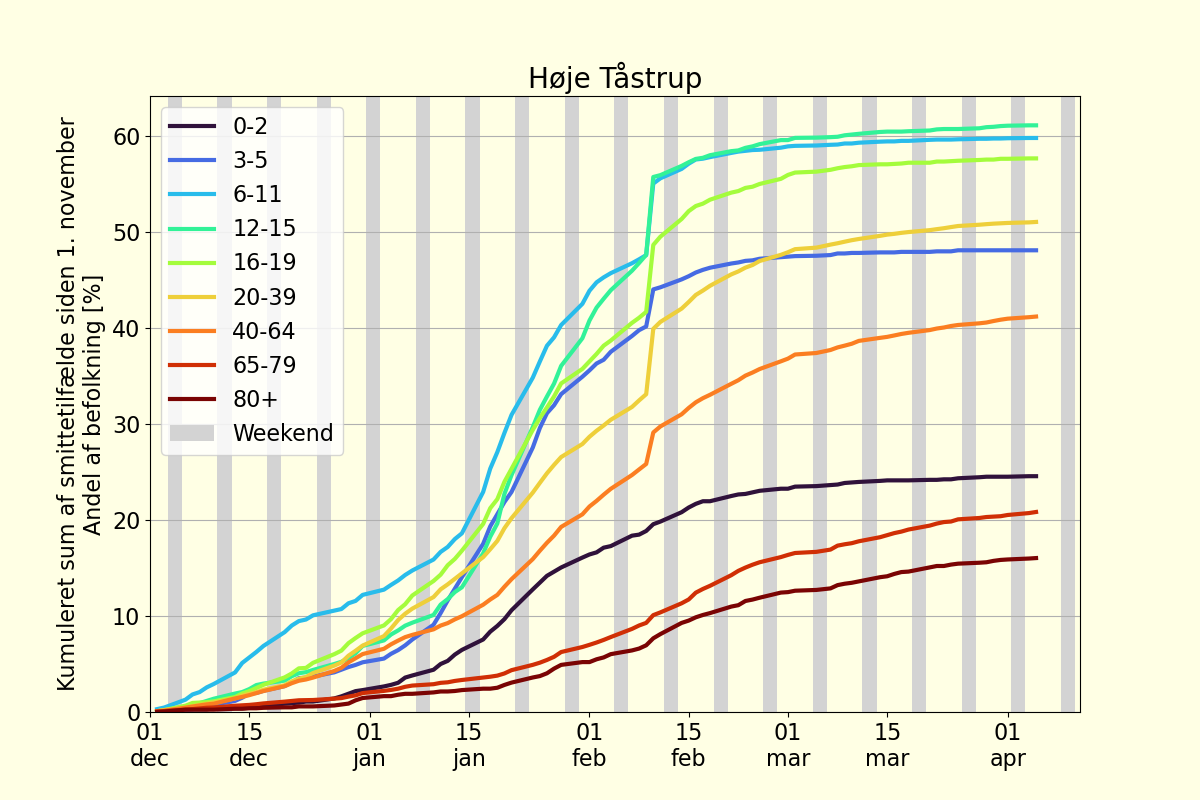 Høje Tåstrup
Kumuleret sum af smittetilfælde siden 1. november
Andel af befolkning [%]
60
50
40
30
20
10
0
0-2
3-5
6-11
12-15
16-19
20-39
40-64
65-79
80+
Weekend
01 15 01 15 01 15 01 15 01
dec dec jan jan feb feb mar mar apr